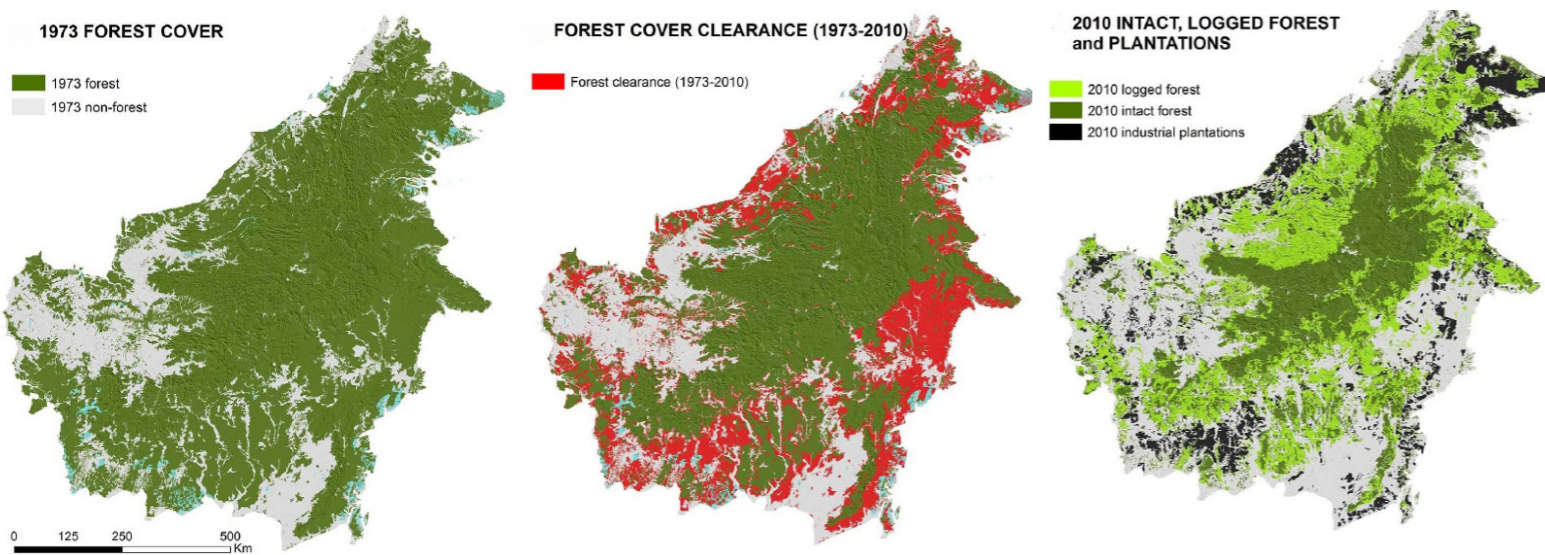 1973 FOREST COVER
1973 forest
1973 non-forest
0 125 250 500
Km
FOREST COVER CLEARANCE (1973-2010)
Forest clearance (1973-2010)
2010 INTACT, LOGGED FOREST
and PLANTATIONS
2010 logged forest
2010 intact forest
2010 industrial plantations